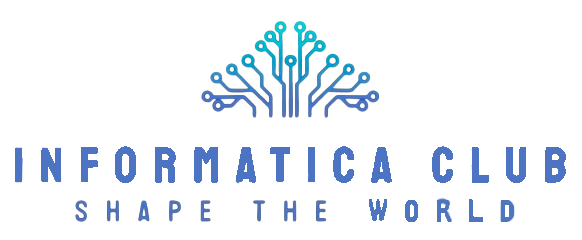 INFORMATICA CLUB
SHAPE THE WORLD